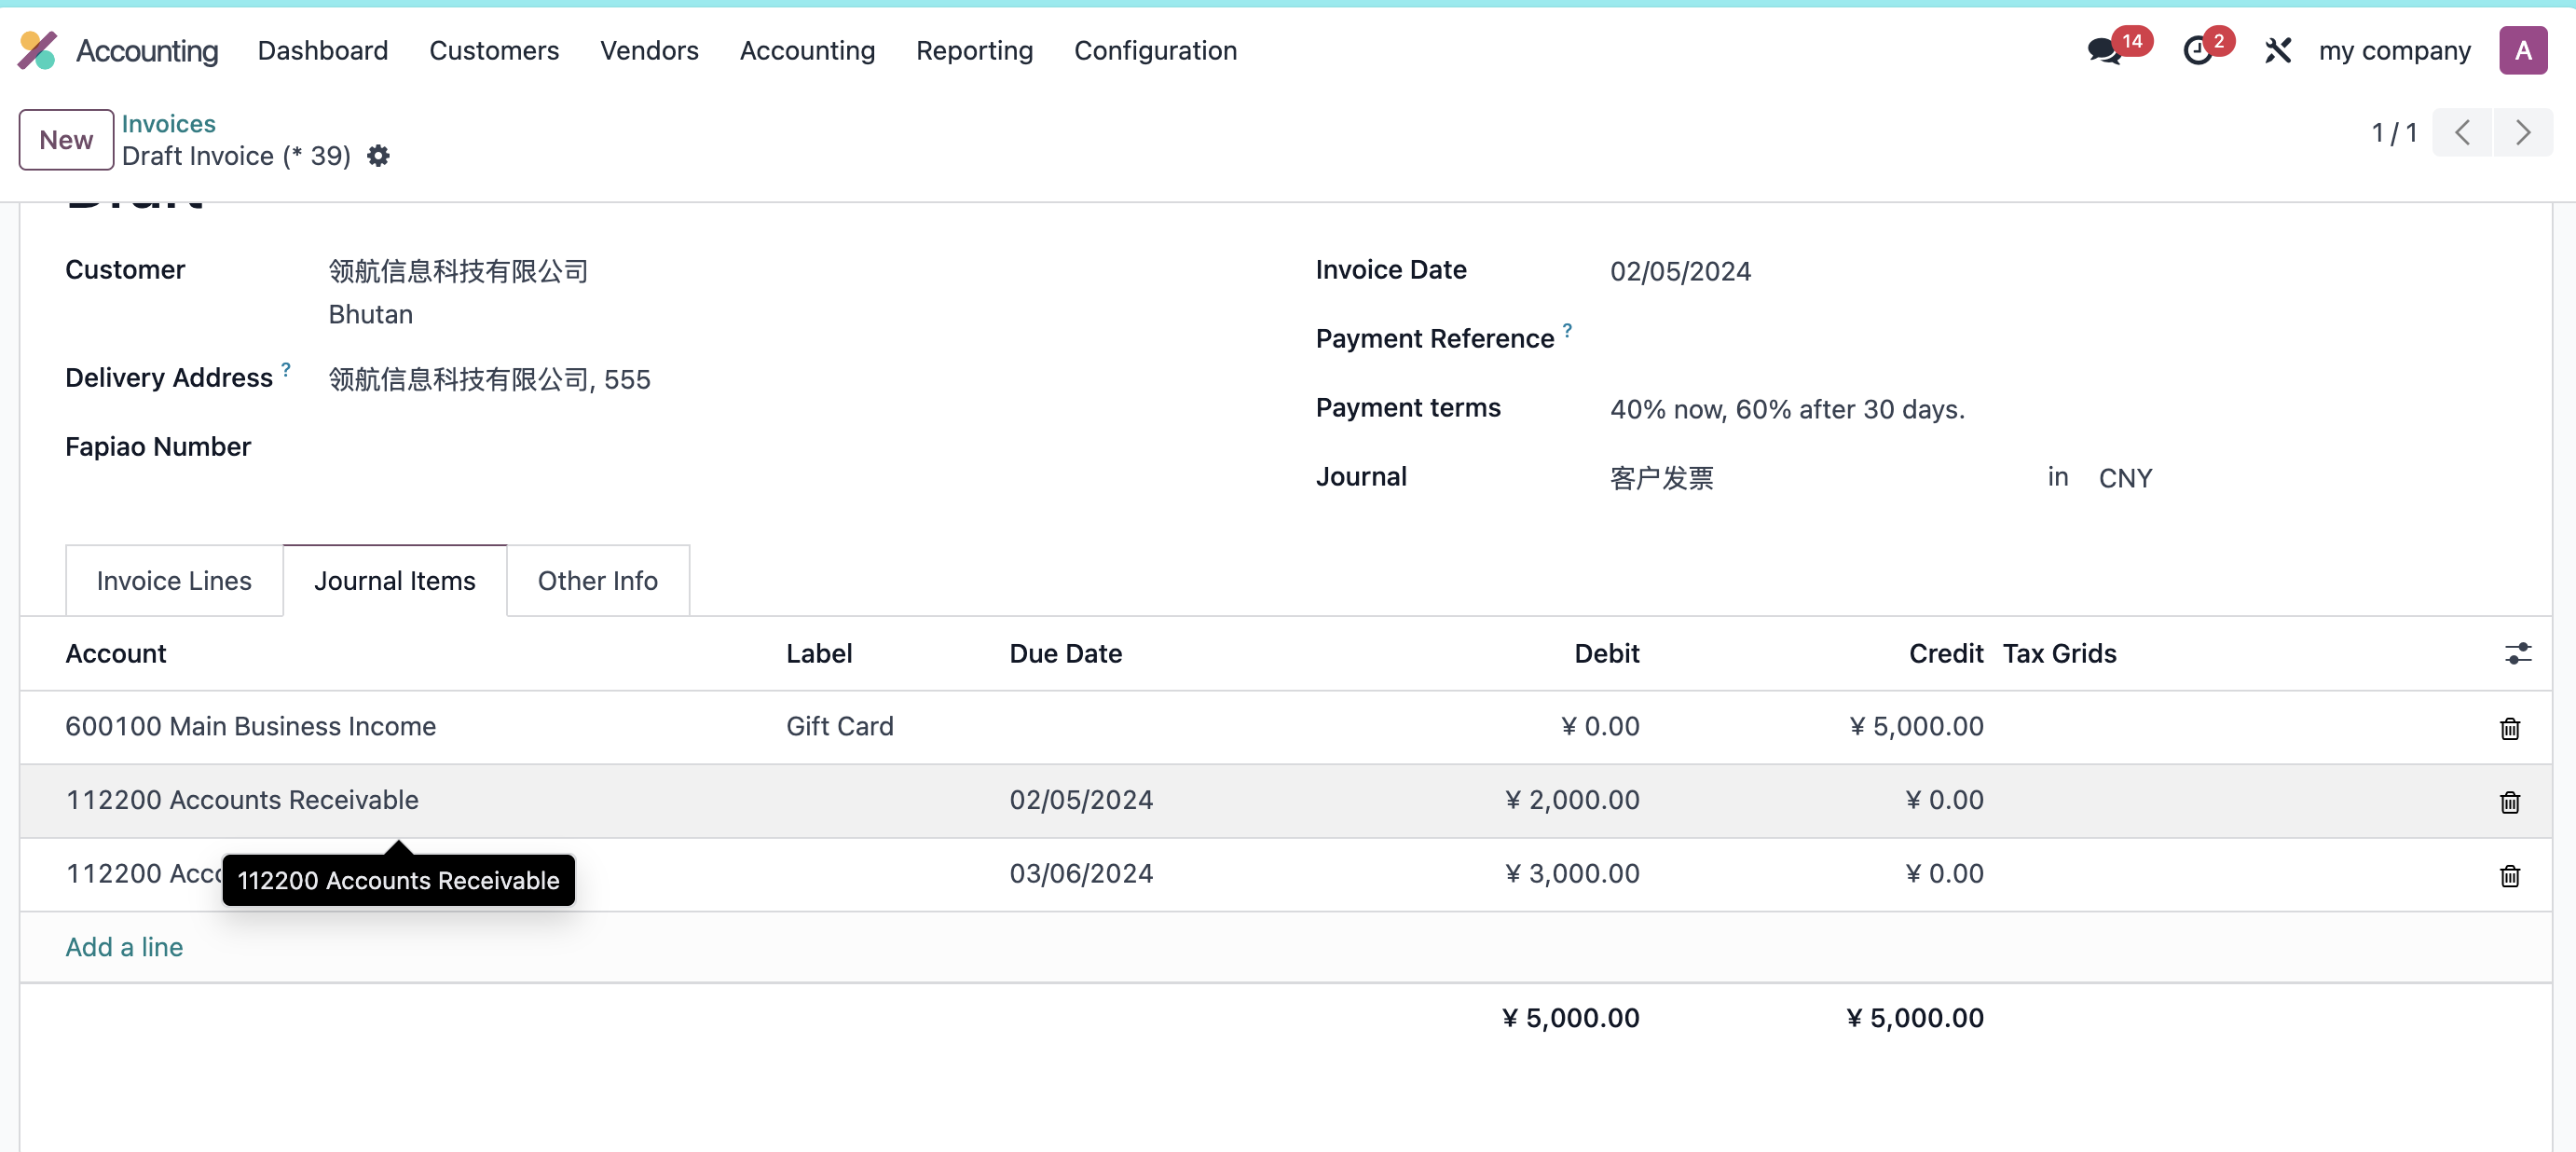 Accounting Dashboard Customers Vendors Accounting Reporting Configuration 14 2 my company A
New
Invoices
Draft Invoice (* 39)
1 / 1
Draft
Customer 领航信息科技有限公司
Bhutan
Delivery Address ? 领航信息科技有限公司, 555
Fapiao Number
Invoice Date 02/05/2024
Payment Reference ?
Payment terms 40% now, 60% after 30 days.
Journal 客户发票 in CNY
Invoice Lines Journal Items Other Info
Account Label Due Date Debit Credit Tax Grids
600100 Main Business Income Gift Card ¥ 0.00 ¥ 5,000.00
112200 Accounts Receivable 02/05/2024 ¥ 2,000.00 ¥ 0.00
112200 03/06/2024 ¥ 3,000.00 ¥ 0.00
112200 Accounts Receivable
Add a line
¥ 5,000.00 ¥ 5,000.00